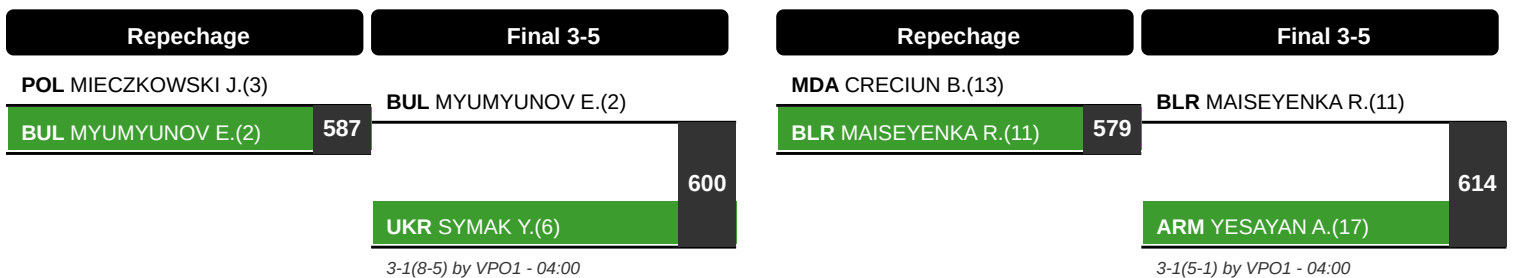 Repechage
Final 3-5
POL MIECZKOWSKI J.(3)
BUL MYUMYUNOV E.(2)
587
BUL MYUMYUNOV E.(2)
600
UKR SYMAK Y.(6)
3-1(8-5) by VPO1 - 04:00
Repechage
Final 3-5
MDA CRECIUN B.(13)
BLR MAISEYENKA R.(11)
579
BLR MAISEYENKA R.(11)
614
ARM YESAYAN A.(17)
3-1(5-1) by VPO1 - 04:00